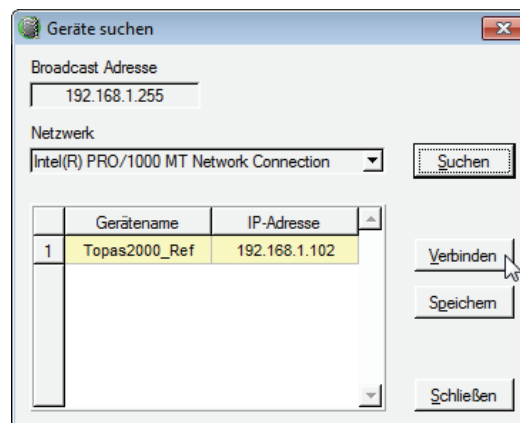 Geräte suchen
Broadcast Adresse
192.168.1.255
Netzwerk
Intel(R) PRO/1000 MT Network Connection
Suchen
Gerätename IP-Adresse
1 Topas2000_Ref 192.168.1.102
Verbinden
Speichern
Schließen